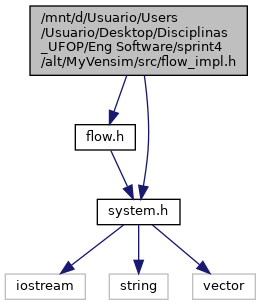 /mnt/d/Usuario/Users
/Usuario/Desktop/Disciplinas
_UFOP/Eng Software/sprint4
/alt/MyVensim/src/flow_impl.h
flow.h
system.h
iostream
string
vector